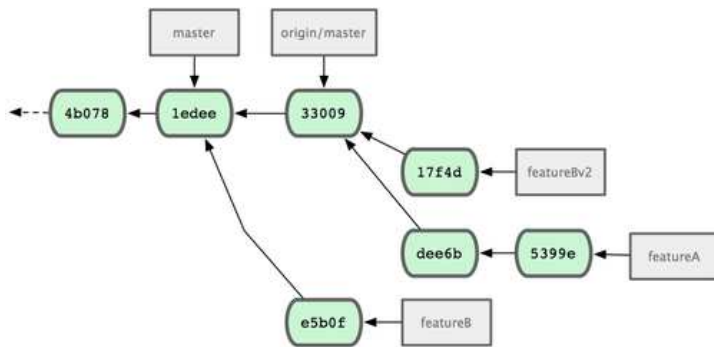 master
origin/master
4b078
1edee
33009
17f4d
featureBv2
dee6b
5399e
featureA
e5b0f
featureB